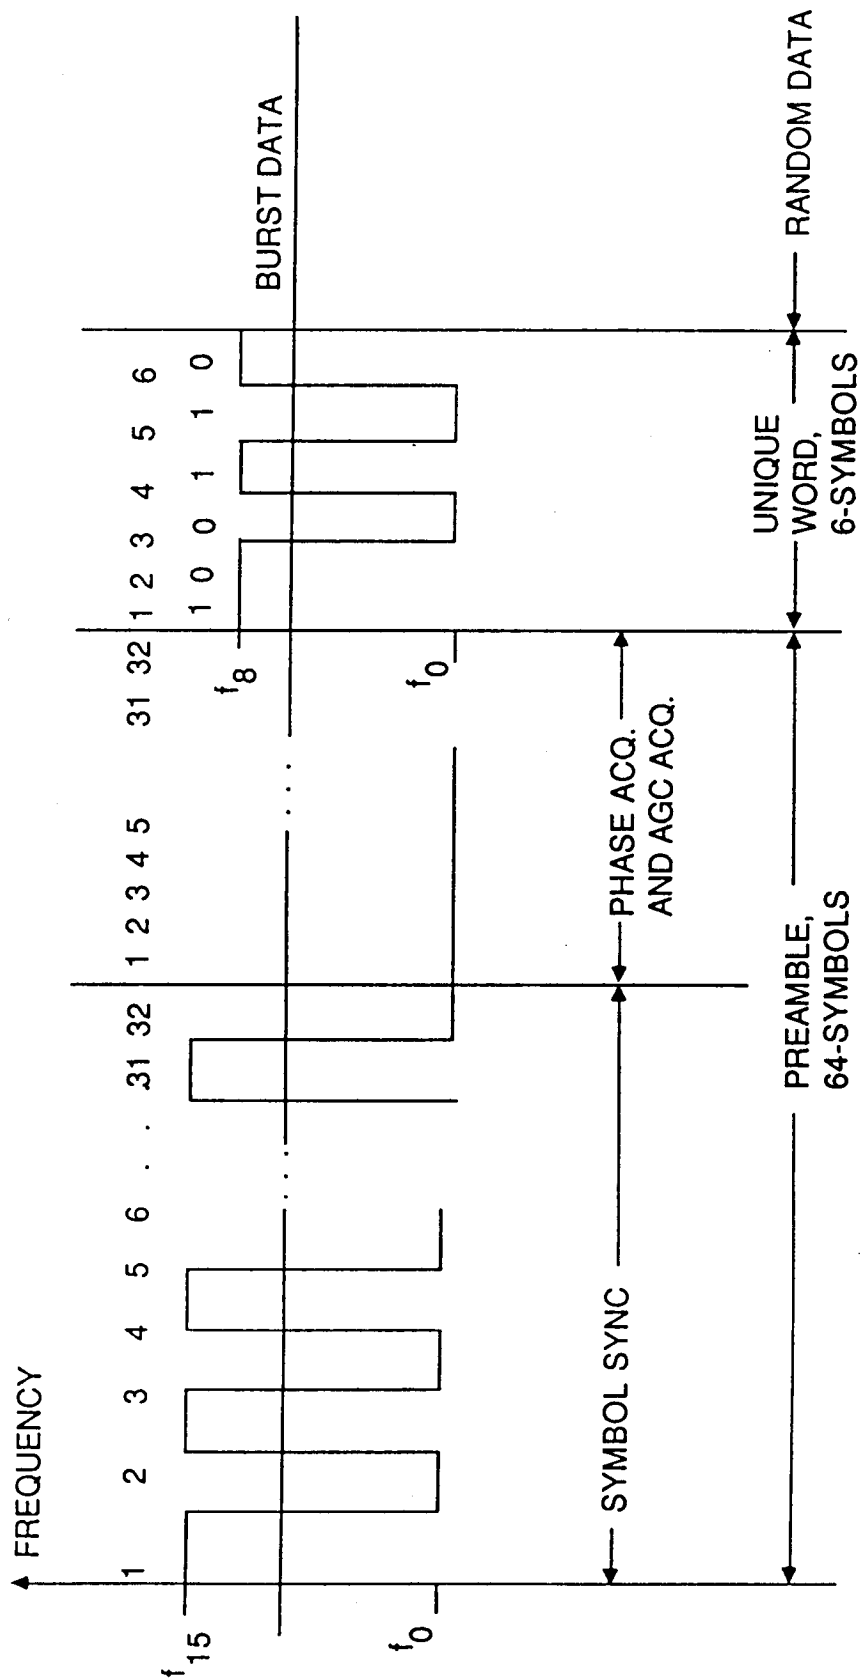 FREQUENCY
1 2 3 4 5 6 . . . 31 32 1 2 3 4 5 31 32 1 2 3 4 5 6
1 0 0 1 1 0
f15
f8
BURST DATA
f0
f0
SYMBOL SYNC
PHASE ACQ.
AND AGC ACQ.
PREAMBLE,
64-SYMBOLS
UNIQUE
WORD,
6-SYMBOLS
RANDOM DATA